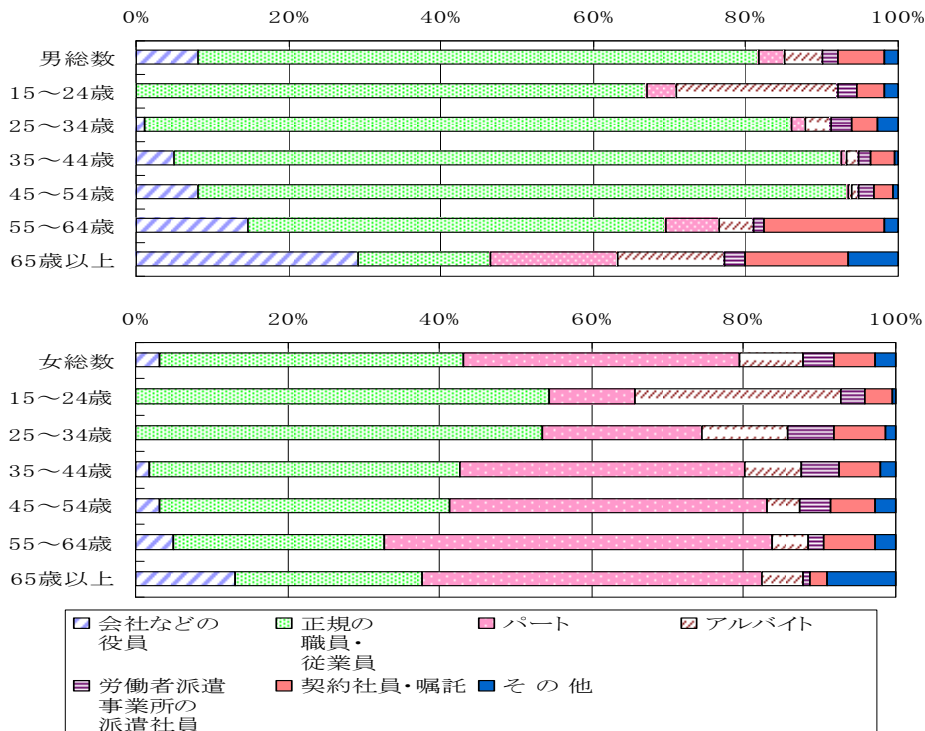 0% 20% 40% 60% 80% 100%
男総数
15～24歳
25～34歳
35～44歳
45～54歳
55～64歳
65歳以上
0% 20% 40% 60% 80% 100%
女総数
15～24歳
25～34歳
35～44歳
45～54歳
55～64歳
65歳以上
会社などの
役員
正規の
職員・
従業員
パート
アルバイト
労働者派遣
事業所の
派遣社員
契約社員・嘱託
その他